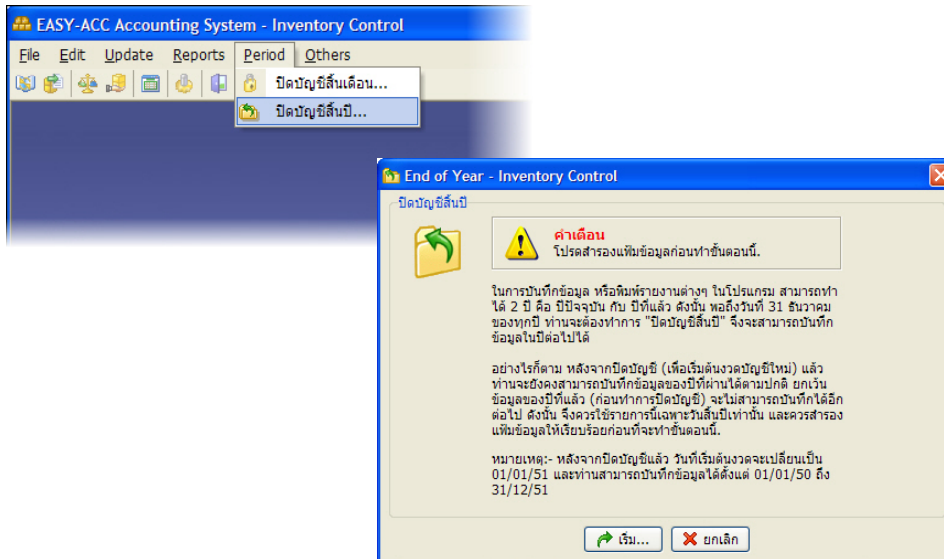 EASY-ACC Accounting System - Inventory Control
File Edit Update Reports Period Others
ปิดบัญชีสิ้นเดือน...
ปิดบัญชีสิ้นปี...
End of Year - Inventory Control
ปิดบัญชีสิ้นปี
คำเตือน
โปรดสำรองแฟ้มข้อมูลก่อนทำขั้นตอนนี้.
ในการบันทึกข้อมูล หรือพิมพ์รายงานต่างๆ ในโปรแกรม สามารถทำ
ได้ 2 ปี คือ ปีปัจจุบัน กับ ปีที่แล้ว ดังนั้น พอถึงวันที่ 31 ธันวาคม
ของทุกปี ท่านจะต้องทำการ "ปิดบัญชีสิ้นปี" จึงจะสามารถบันทึก
ข้อมูลในปีต่อไปได้
อย่างไรก็ตาม หลังจากปิดบัญชี (เพื่อเริ่มต้นงวดบัญชีใหม่) แล้ว
ท่านจะยังคงสามารถบันทึกข้อมูลของปีที่ผ่านได้ตามปกติ ยกเว้น
ข้อมูลของปีที่แล้ว (ก่อนทำการปิดบัญชี) จะไม่สามารถบันทึกได้อีก
ต่อไป ดังนั้น จึงควรใช้รายการนี้เฉพาะวันสิ้นปีเท่านั้น และควรสำรอง
แฟ้มข้อมูลให้เรียบร้อยก่อนที่จะทำขั้นตอนนี้.
หมายเหตุ:- หลังจากปิดบัญชีแล้ว วันที่เริ่มต้นงวดจะเปลี่ยนเป็น
01/01/51 และท่านสามารถบันทึกข้อมูลได้ตั้งแต่ 01/01/50 ถึง
31/12/51
เริ่ม... ยกเลิก